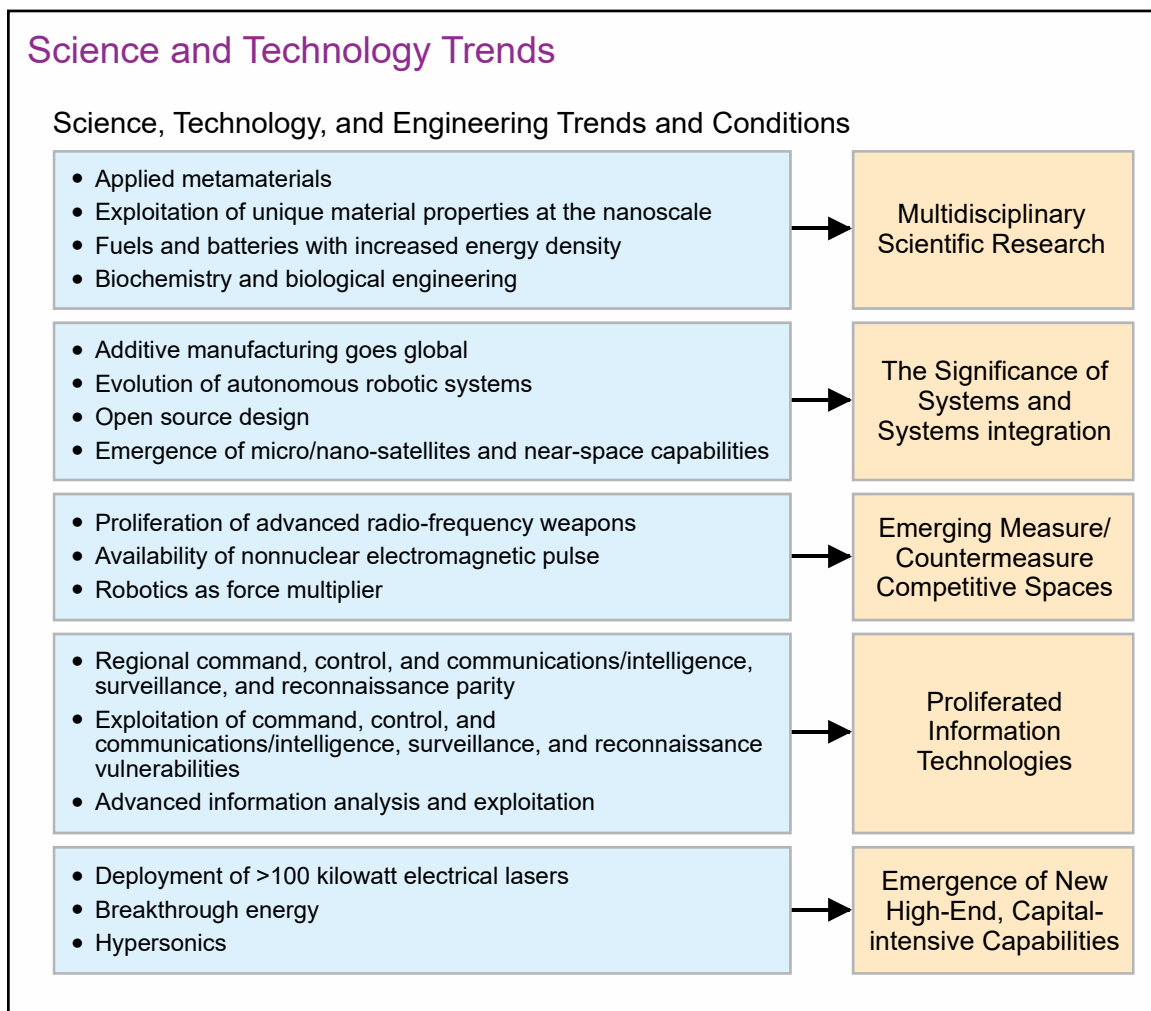 Science and Technology Trends
Science, Technology, and Engineering Trends and Conditions
• Applied metamaterials
• Exploitation of unique material properties at the nanoscale
• Fuels and batteries with increased energy density
• Biochemistry and biological engineering
Multidisciplinary
Scientific Research
• Additive manufacturing goes global
• Evolution of autonomous robotic systems
• Open source design
• Emergence of micro/nano-satellites and near-space capabilities
The Significance of
Systems and
Systems integration
• Proliferation of advanced radio-frequency weapons
• Availability of nonnuclear electromagnetic pulse
• Robotics as force multiplier
Emerging Measure/
Countermeasure
Competitive Spaces
• Regional command, control, and communications/intelligence,
surveillance, and reconnaissance parity
• Exploitation of command, control, and
communications/intelligence, surveillance, and reconnaissance
vulnerabilities
• Advanced information analysis and exploitation
Proliferated
Information
Technologies
• Deployment of >100 kilowatt electrical lasers
• Breakthrough energy
• Hypersonics
Emergence of New
High-End, Capital-
intensive Capabilities